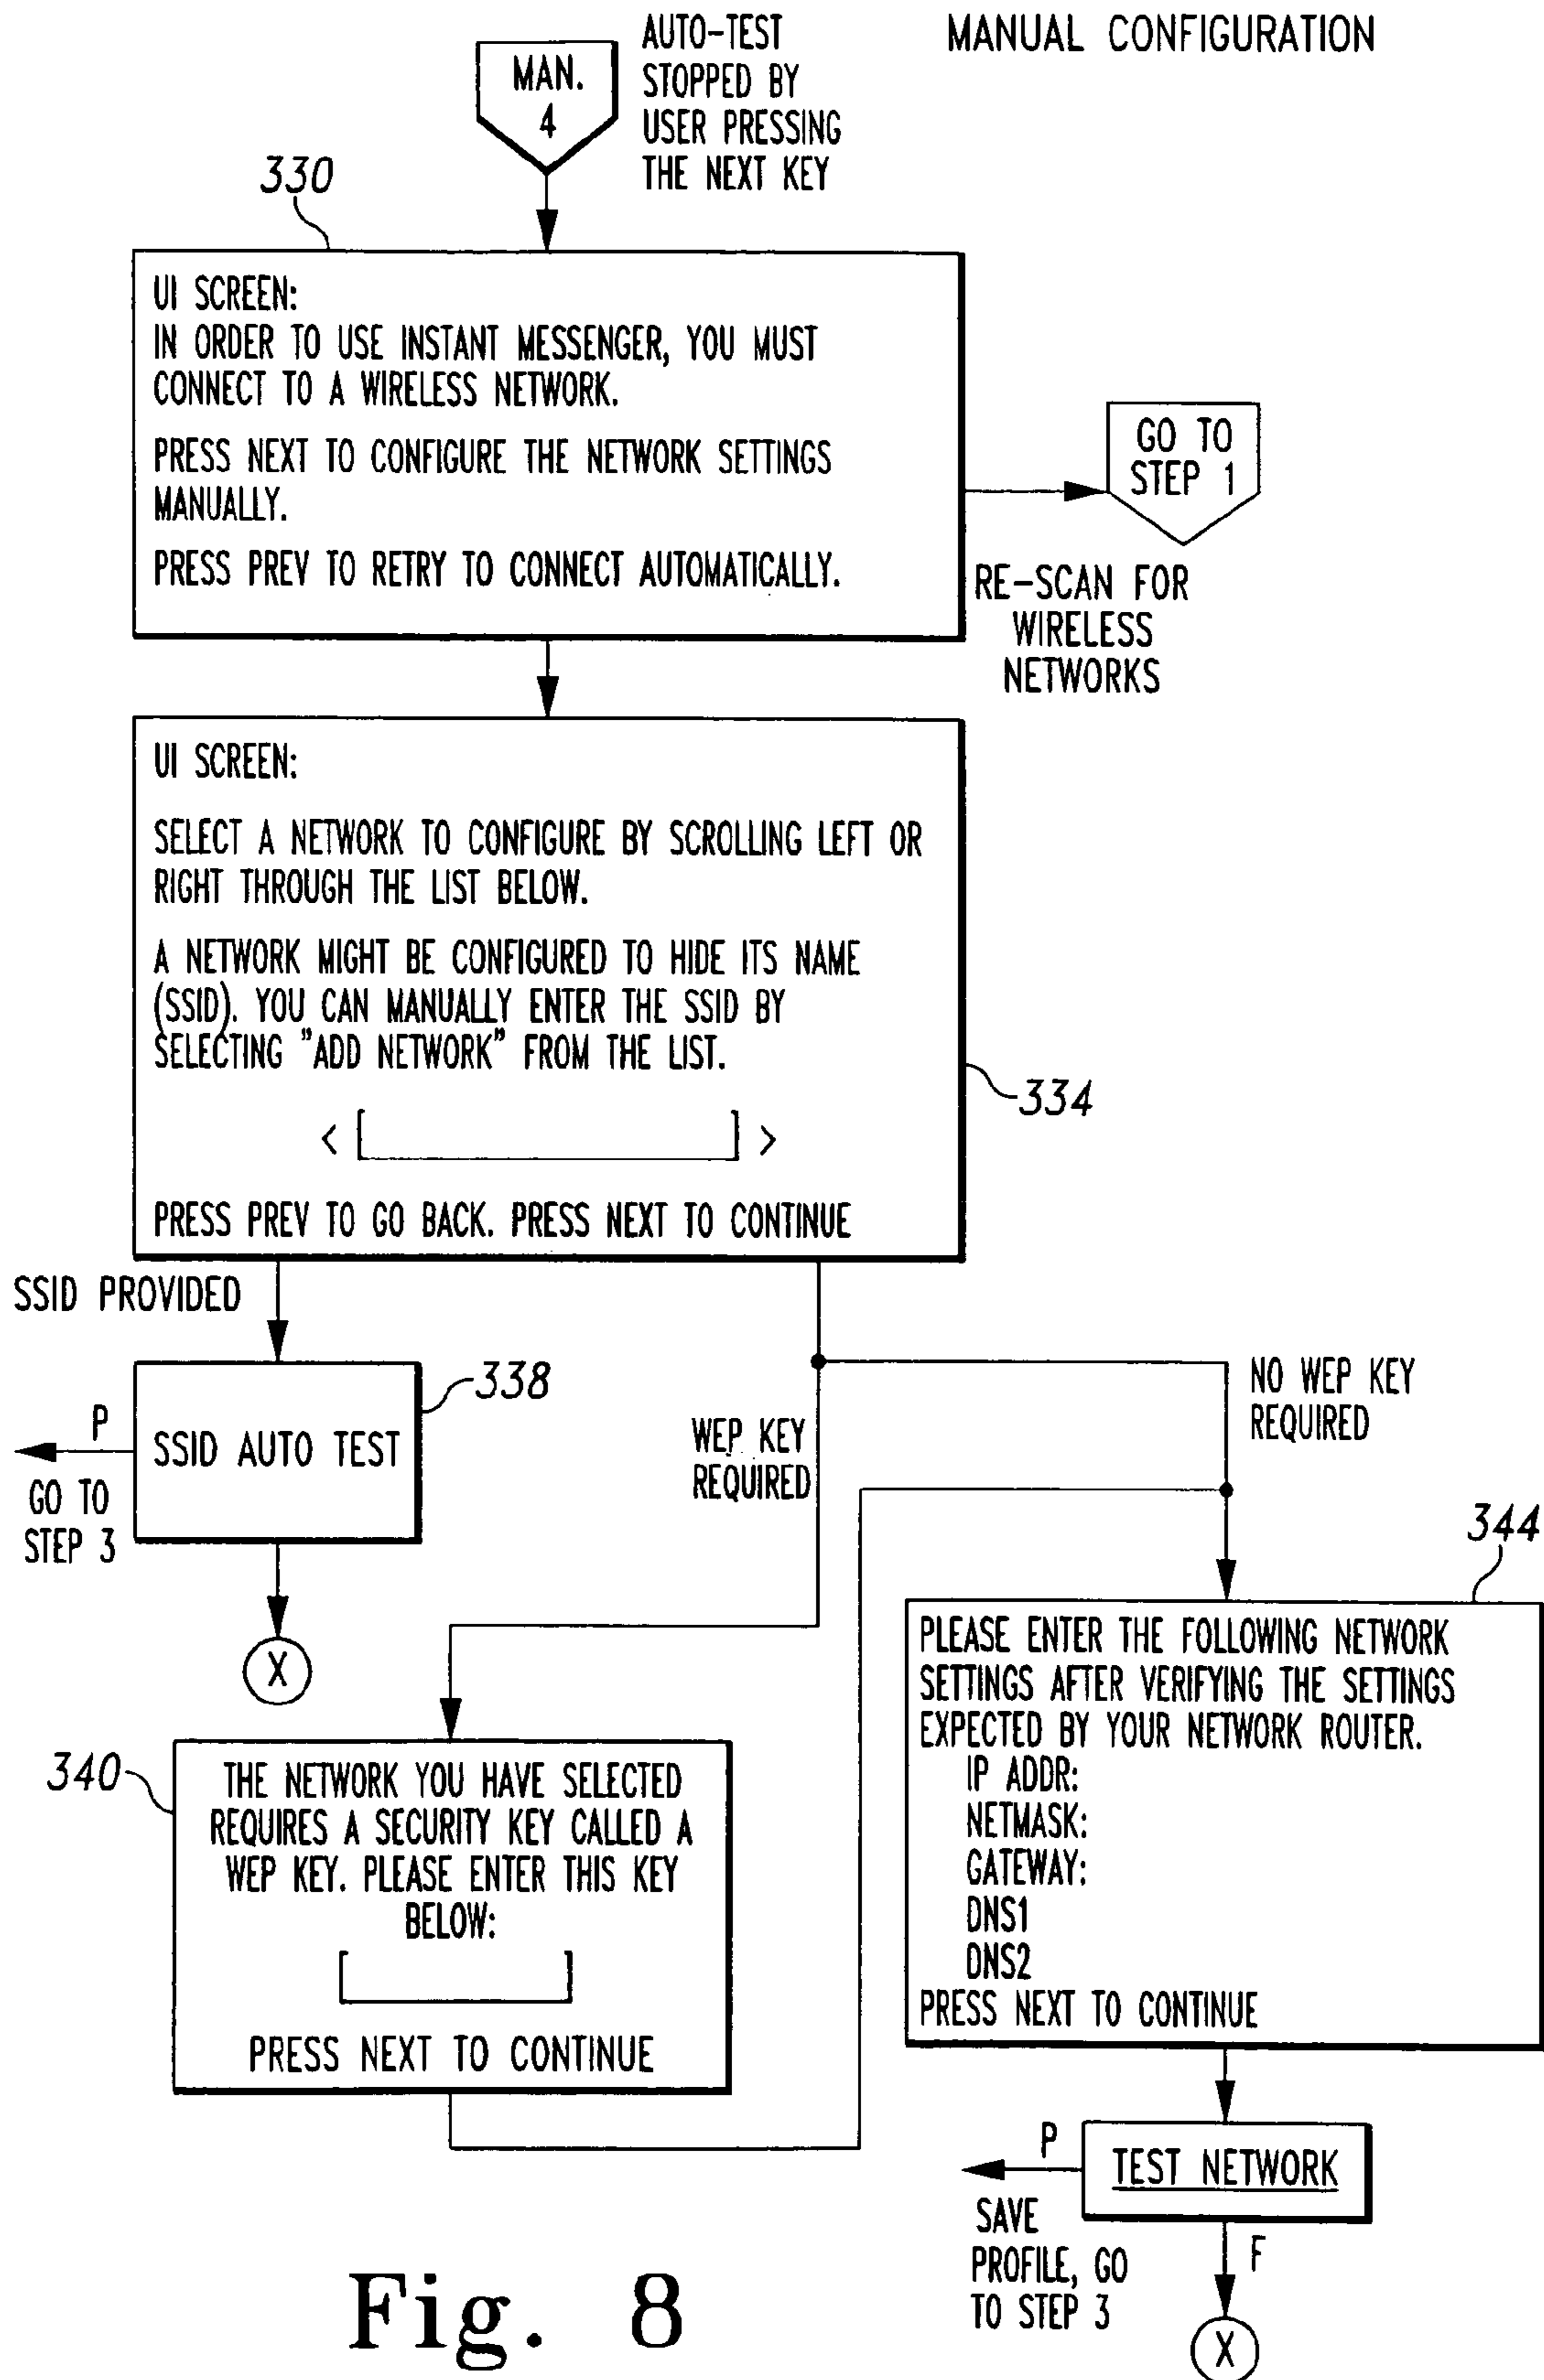 MANUAL CONFIGURATION
MAN.
4
AUTO-TEST
STOPPED BY
USER PRESSING
THE NEXT KEY
330
UI SCREEN:
IN ORDER TO USE INSTANT MESSENGER, YOU MUST
CONNECT TO A WIRELESS NETWORK.
PRESS NEXT TO CONFIGURE THE NETWORK SETTINGS
MANUALLY.
PRESS PREV TO RETRY TO CONNECT AUTOMATICALLY.
GO TO
STEP 1
RE-SCAN FOR
WIRELESS
NETWORKS
UI SCREEN:
SELECT A NETWORK TO CONFIGURE BY SCROLLING LEFT OR
RIGHT THROUGH THE LIST BELOW.
A NETWORK MIGHT BE CONFIGURED TO HIDE ITS NAME
(SSID). YOU CAN MANUALLY ENTER THE SSID BY
SELECTING "ADD NETWORK" FROM THE LIST.
< [ ] >
PRESS PREV TO GO BACK. PRESS NEXT TO CONTINUE
334
SSID PROVIDED
338
SSID AUTO TEST
P
GO TO
STEP 3
X
WEP KEY
REQUIRED
NO WEP KEY
REQUIRED
340
THE NETWORK YOU HAVE SELECTED
REQUIRES A SECURITY KEY CALLED A
WEP KEY. PLEASE ENTER THIS KEY
BELOW:
[ ]
PRESS NEXT TO CONTINUE
344
PLEASE ENTER THE FOLLOWING NETWORK
SETTINGS AFTER VERIFYING THE SETTINGS
EXPECTED BY YOUR NETWORK ROUTER.
IP ADDR:
NETMASK:
GATEWAY:
DNS1
DNS2
PRESS NEXT TO CONTINUE
TEST NETWORK
P
SAVE
PROFILE, GO
TO STEP 3
F
X
Fig. 8